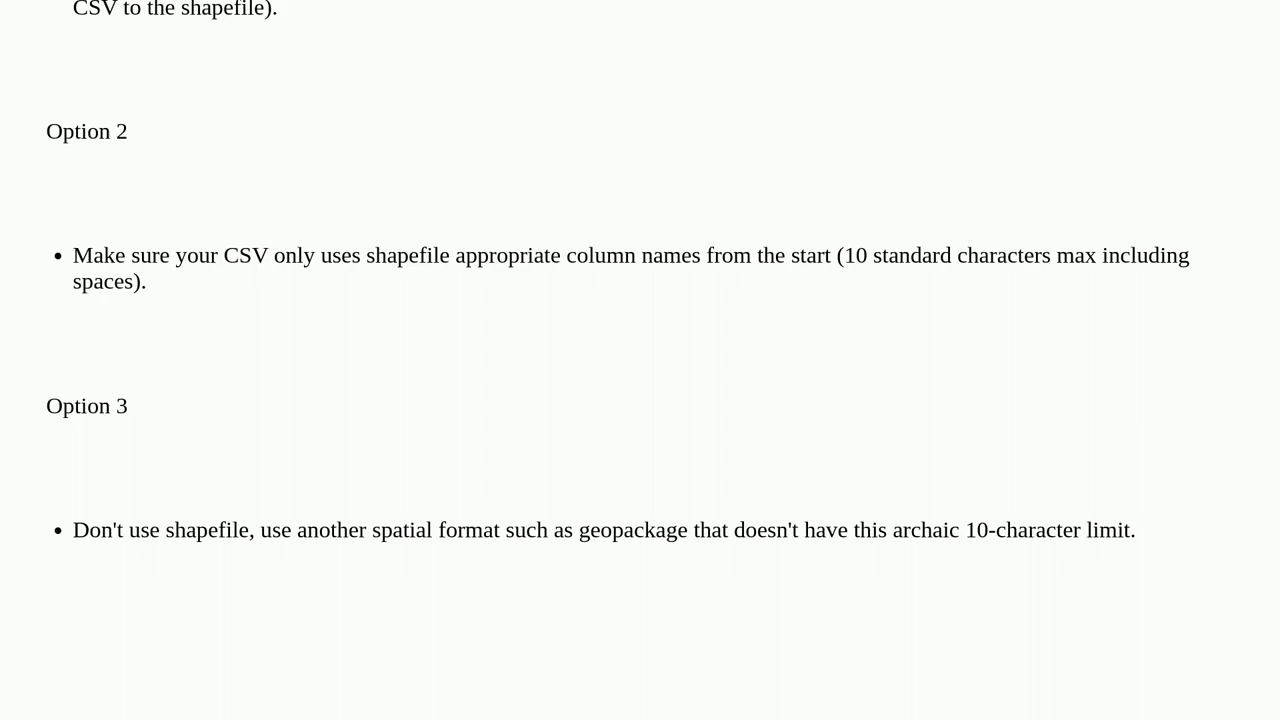 CSV to the shapefile).
Option 2
• Make sure your CSV only uses shapefile appropriate column names from the start (10 standard characters max including
spaces).
Option 3
• Don't use shapefile, use another spatial format such as geopackage that doesn't have this archaic 10-character limit.